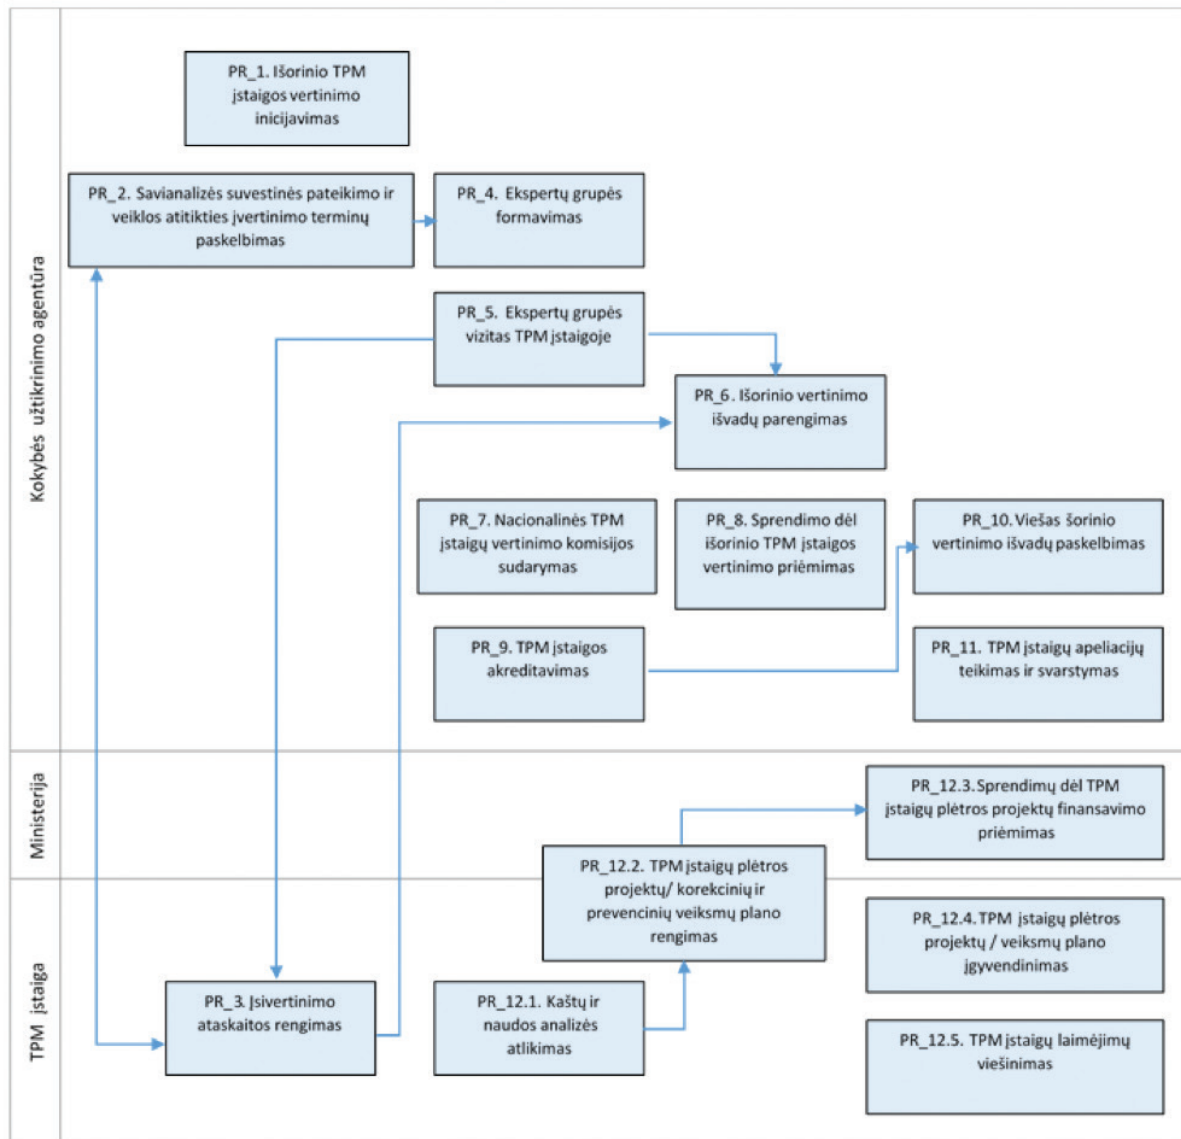 Kokybės užtikrinimo agentūra
PR_1. Išorinio TPM
įstaigos vertinimo
inicijavimas
PR_2. Savianalizės suvestinės pateikimo ir
veiklos atitikties įvertinimo terminų
paskelbimas
PR_4. Ekspertų grupės
formavimas
PR_5. Ekspertų grupės
vizitas TPM įstaigoje
PR_6. Išorinio vertinimo
išvadų parengimas
PR_7. Nacionalinės TPM
įstaigų vertinimo komisijos
sudarymas
PR_8. Sprendimo dėl
išorinio TPM įstaigos
vertinimo priėmimas
PR_10. Viešas šorinio
vertinimo išvadų paskelbimas
PR_9. TPM įstaigos
akreditavimas
PR_11. TPM įstaigų apeliacijų
teikimas ir svarstymas
Ministerija
PR_12.3. Sprendimų dėl TPM
įstaigų plėtros projektų finansavimo
priėmimas
PR_12.2. TPM įstaigų plėtros
projektų/ korekcinių ir
prevencinių veiksmų plano
rengimas
TPM įstaiga
PR_12.4. TPM įstaigų plėtros
projektų / veiksmų plano
įgyvendinimas
PR_3. Įsivertinimo
ataskaitos rengimas
PR_12.1. Kaštų ir
naudos analizės
atlikimas
PR_12.5. TPM įstaigų laimėjimų
viešinimas